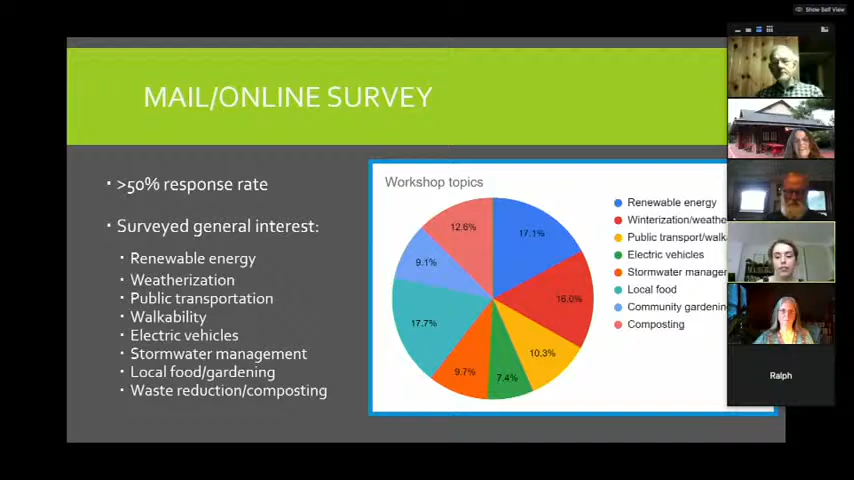 Show Self View
MAIL/ONLINE SURVEY
>50% response rate
Surveyed general interest:
Renewable energy
Weatherization
Public transportation
Walkability
Electric vehicles
Stormwater management
Local food/gardening
Waste reduction/composting
Workshop topics
12.6%
17.1%
9.1%
16.0%
17.7%
10.3%
9.7%
7.4%
Renewable energy
Winterization/weathe
Public transport/walk
Electric vehicles
Stormwater manager
Local food
Community gardenin
Composting
Ralph